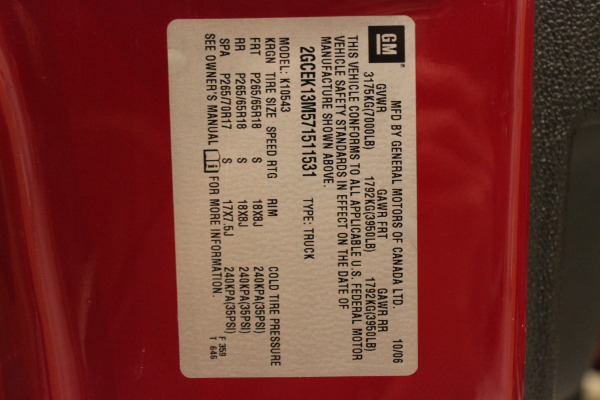 GM
MFD BY GENERAL MOTORS OF CANADA LTD. 10/06
GVWR GAWR FRT GAWR RR
3175KG(7000LB) 1792KG(3950LB) 1792KG(3950LB)
THIS VEHICLE CONFORMS TO ALL APPLICABLE U.S. FEDERAL MOTOR
VEHICLE SAFETY STANDARDS IN EFFECT ON THE DATE OF
MANUFACTURE SHOWN ABOVE.
2GCEK13M571511531 TYPE: TRUCK
MODEL: K10543
KRGN TIRE SIZE SPEED RTG RIM COLD TIRE PRESSURE
FRT P265/65R18 S 18X8J 240KPA(35PSI)
RR P265/65R18 S 18X8J 240KPA(35PSI)
SPA P265/70R17 S 17X7.5J 240KPA(35PSI)
SEE OWNER'S MANUAL i FOR MORE INFORMATION.
F 359
T 646